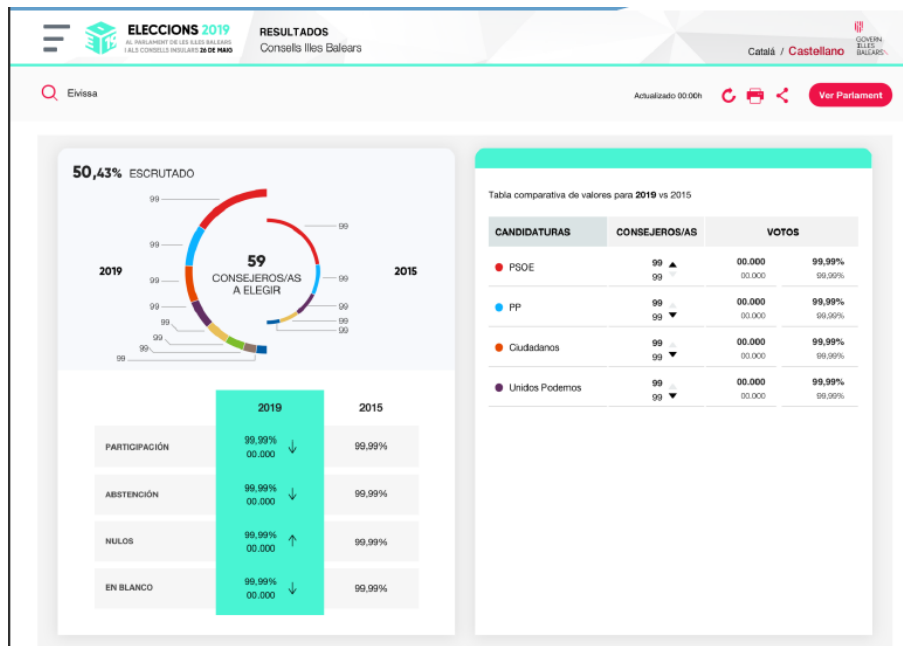 ELECCIONS 2019
AL PARLAMENT DE LES ILLES BALEARS
I ALS CONSELLS INSULARS 26 DE MAIG
RESULTADOS
Consells Illes Balears
Català / Castellano
GOVERN
ILLES
BALEARS
Eivissa
Actualizado 00:00h
Ver Parlament
50,43% ESCRUTADO
99
99
99
99
99
99
99
99
2019
59
CONSEJEROS/AS
A ELEGIR
99
99
99
99
99
2015
2019 2015
PARTICIPACIÓN 99,99% 99,99%
00.000
ABSTENCIÓN 99,99% 99,99%
00.000
NULOS 99,99% 99,99%
00.000
EN BLANCO 99,99% 99,99%
00.000
Tabla comparativa de valores para 2019 vs 2015
CANDIDATURAS CONSEJEROS/AS VOTOS
PSOE 99 00.000 99,99%
99 00.000 99,99%
PP 99 00.000 99,99%
99 00.000 99,99%
Ciudadanos 99 00.000 99,99%
99 00.000 99,99%
Unidos Podemos 99 00.000 99,99%
99 00.000 99,99%